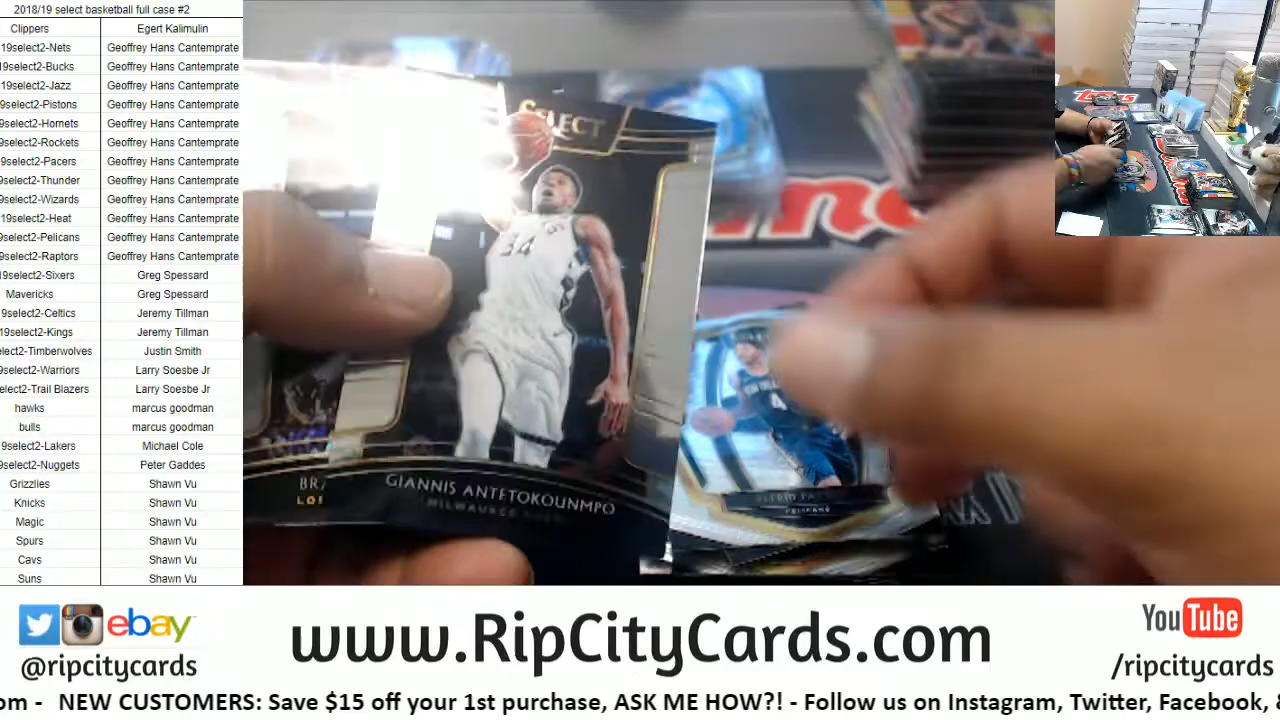 2018/19 select basketball full case #2
Clippers Egert Kalimulin
19select2-Nets Geoffrey Hans Cantemprate
19select2-Bucks Geoffrey Hans Cantemprate
19select2-Jazz Geoffrey Hans Cantemprate
9select2-Pistons Geoffrey Hans Cantemprate
9select2-Hornets Geoffrey Hans Cantemprate
9select2-Rockets Geoffrey Hans Cantemprate
9select2-Pacers Geoffrey Hans Cantemprate
9select2-Thunder Geoffrey Hans Cantemprate
9select2-Wizards Geoffrey Hans Cantemprate
19select2-Heat Geoffrey Hans Cantemprate
9select2-Pelicans Geoffrey Hans Cantemprate
9select2-Raptors Geoffrey Hans Cantemprate
19select2-Sixers Greg Spessard
Mavericks Greg Spessard
9select2-Celtics Jeremy Tillman
19select2-Kings Jeremy Tillman
elect2-Timberwolves Justin Smith
9select2-Warriors Larry Soesbe Jr
elect2-Trail Blazers Larry Soesbe Jr
hawks marcus goodman
bulls marcus goodman
9select2-Lakers Michael Cole
9select2-Nuggets Peter Gaddes
Grizzlies Shawn Vu
Knicks Shawn Vu
Magic Shawn Vu
Spurs Shawn Vu
Cavs Shawn Vu
Suns Shawn Vu
SELECT
34
GIANNIS ANTETOKOUNMPO
MILWAUKEE BUCKS
BRA
LOS
4
PELICANS
ebay
@ripcitycards
www.RipCityCards.com
YouTube
/ripcitycards
om - NEW CUSTOMERS: Save $15 off your 1st purchase, ASK ME HOW?! - Follow us on Instagram, Twitter, Facebook, &